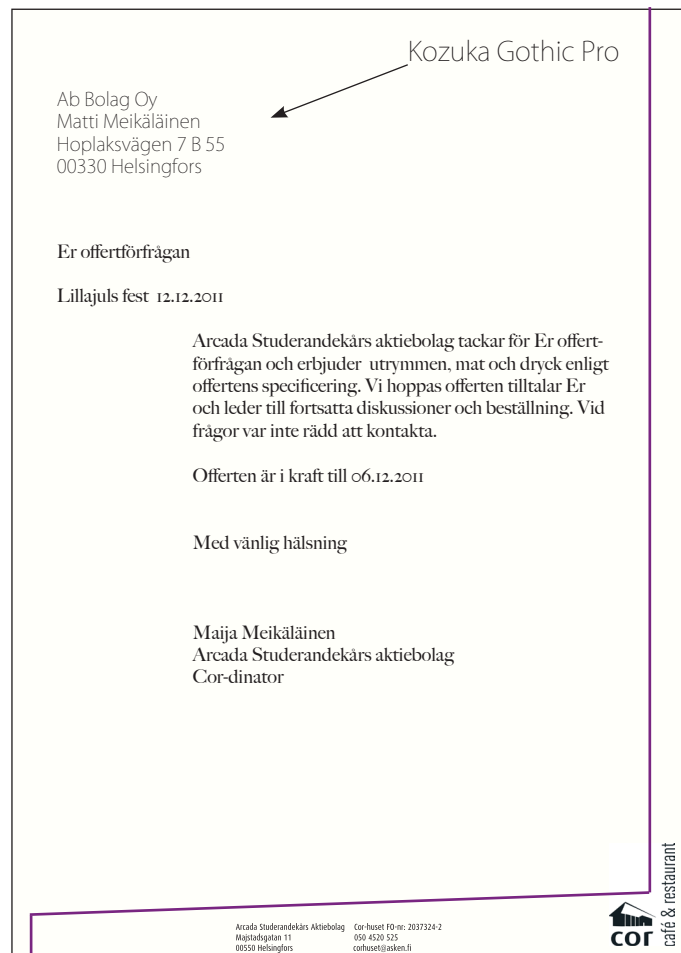 Kozuka Gothic Pro
Ab Bolag Oy
Matti Meikäläinen
Hoplaksvägen 7 B 55
00330 Helsingfors
Er offertförfrågan
Lillajuls fest 12.12.2011
Arcada Studerandekårs aktiebolag tackar för Er offert-
förfrågan och erbjuder utrymmen, mat och dryck enligt
offertens specificering. Vi hoppas offerten tilltalar Er
och leder till fortsatta diskussioner och beställning. Vid
frågor var inte rädd att kontakta.
Offerten är i kraft till 06.12.2011
Med vänlig hälsning
Maija Meikäläinen
Arcada Studerandekårs aktiebolag
Cor-dinator
Arcada Studerandekårs Aktiebolag
Majstadsgatan 11
00550 Helsingfors
Cor-huset FO-nr: 2037324-2
050 4520 525
corhuset@asken.fi
cor
café & restaurant